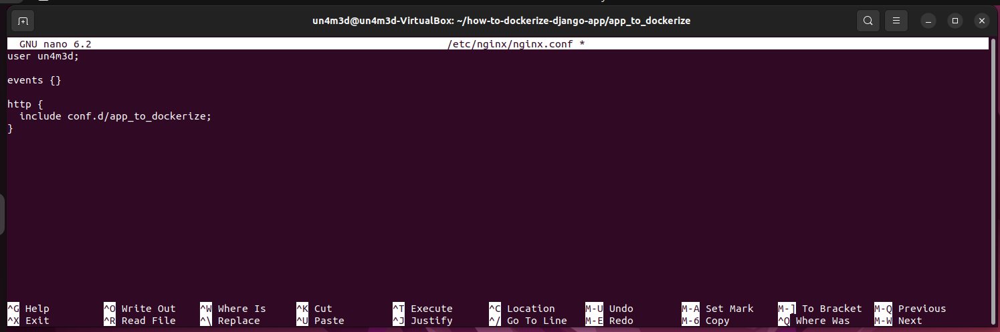 un4m3d@un4m3d-VirtualBox: ~/how-to-dockerize-django-app/app_to_dockerize
GNU nano 6.2 /etc/nginx/nginx.conf *
user un4m3d;
events {}
http {
  include conf.d/app_to_dockerize;
}
^G Help ^O Write Out ^W Where Is ^K Cut ^T Execute ^C Location M-U Undo M-A Set Mark M-] To Bracket M-Q Previous
^X Exit ^R Read File ^\ Replace ^U Paste ^J Justify ^/ Go To Line M-E Redo M-6 Copy ^Q Where Was M-W Next